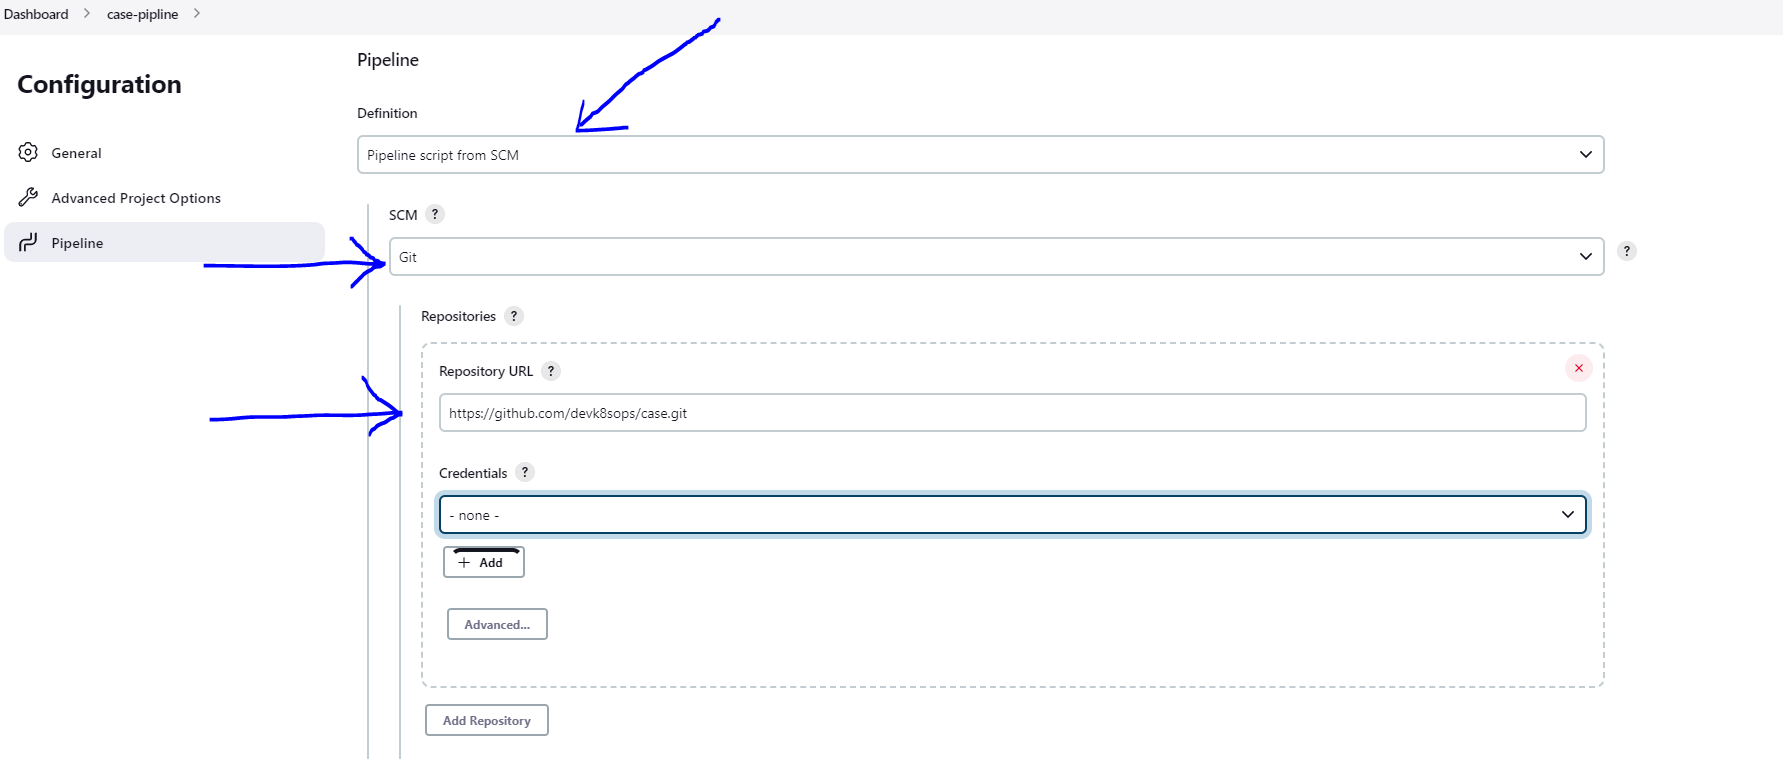 Dashboard > case-pipline >
Configuration
General
Advanced Project Options
Pipeline
Pipeline
Definition
Pipeline script from SCM
SCM ?
Git
?
Repositories ?
Repository URL ?
https://github.com/devk8sops/case.git
Credentials ?
- none -
+ Add
Advanced...
Add Repository